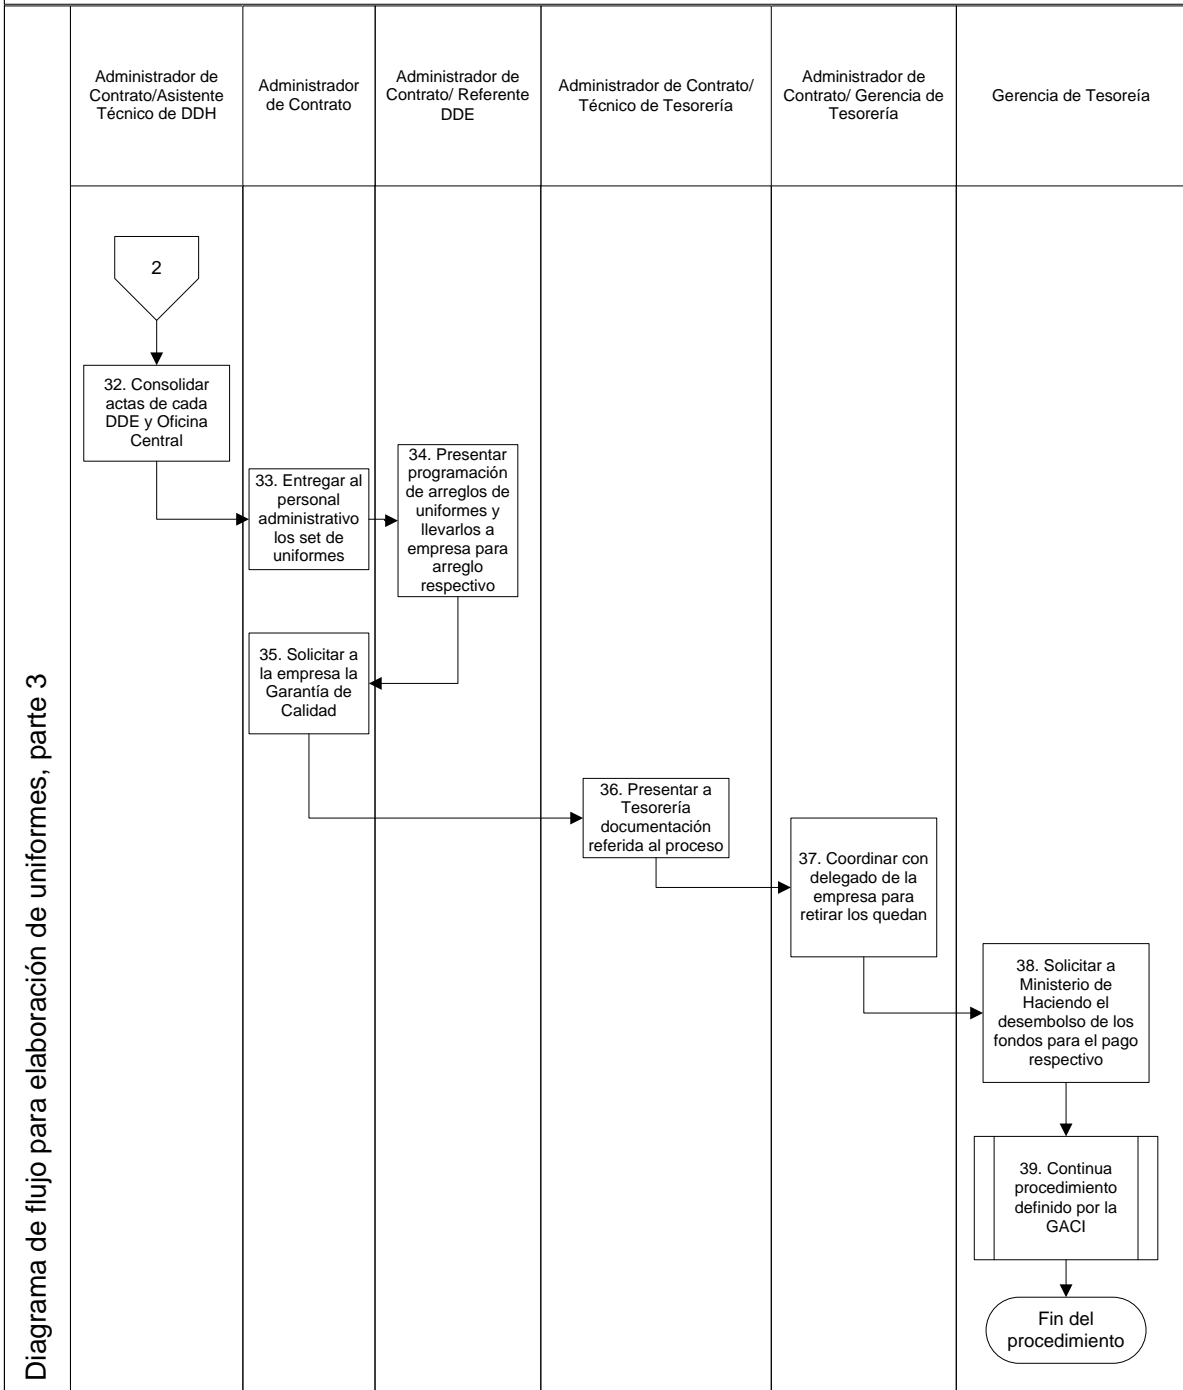 Diagrama de flujo para elaboración de uniformes, parte 3
Administrador de
Contrato/Asistente
Técnico de DDH
Administrador
de Contrato
Administrador de
Contrato/ Referente
DDE
Administrador de Contrato/
Técnico de Tesorería
Administrador de
Contrato/ Gerencia de
Tesorería
Gerencia de Tesoreía
2
32. Consolidar
actas de cada
DDE y Oficina
Central
33. Entregar al
personal
administrativo
los set de
uniformes
34. Presentar
programación
de arreglos de
uniformes y
llevarlos a
empresa para
arreglo
respectivo
35. Solicitar a
la empresa la
Garantía de
Calidad
36. Presentar a
Tesorería
documentación
referida al proceso
37. Coordinar con
delegado de la
empresa para
retirar los quedan
38. Solicitar a
Ministerio de
Haciendo el
desembolso de los
fondos para el pago
respectivo
39. Continua
procedimiento
definido por la
GACI
Fin del
procedimiento